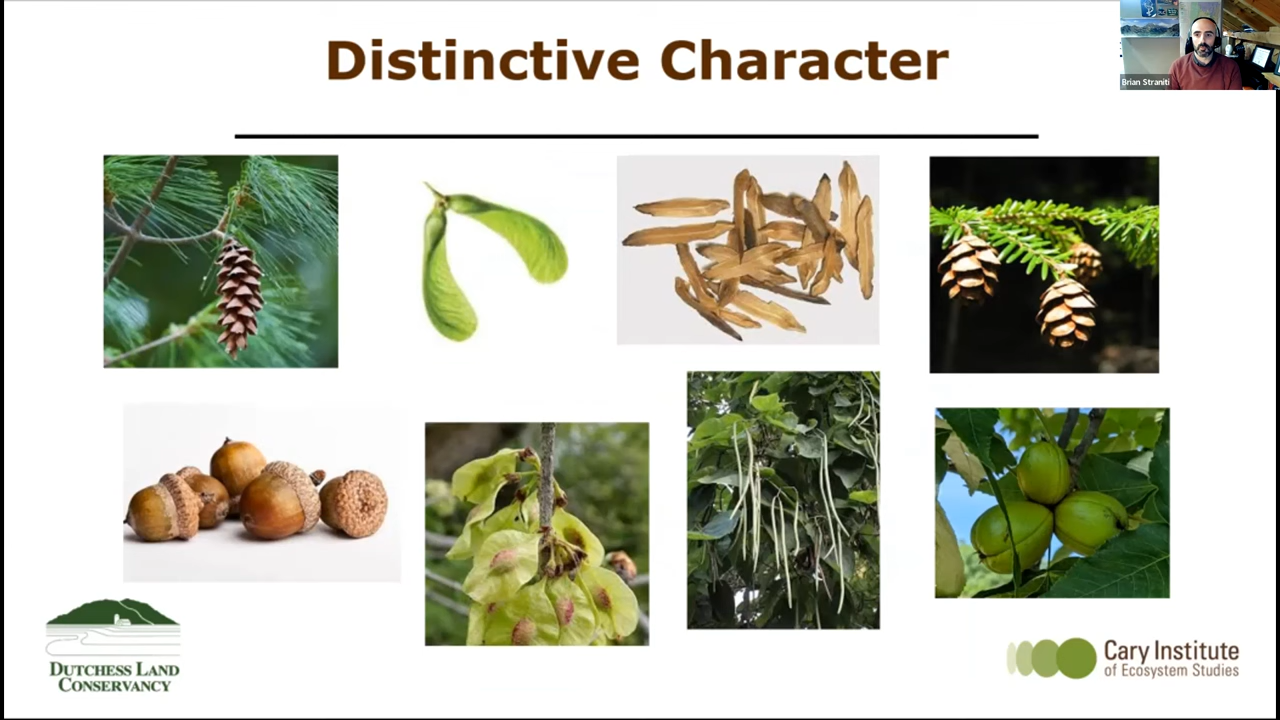 Distinctive Character
Brian Straniti
DUTCHESS LAND
CONSERVANCY
Cary Institute
of Ecosystem Studies